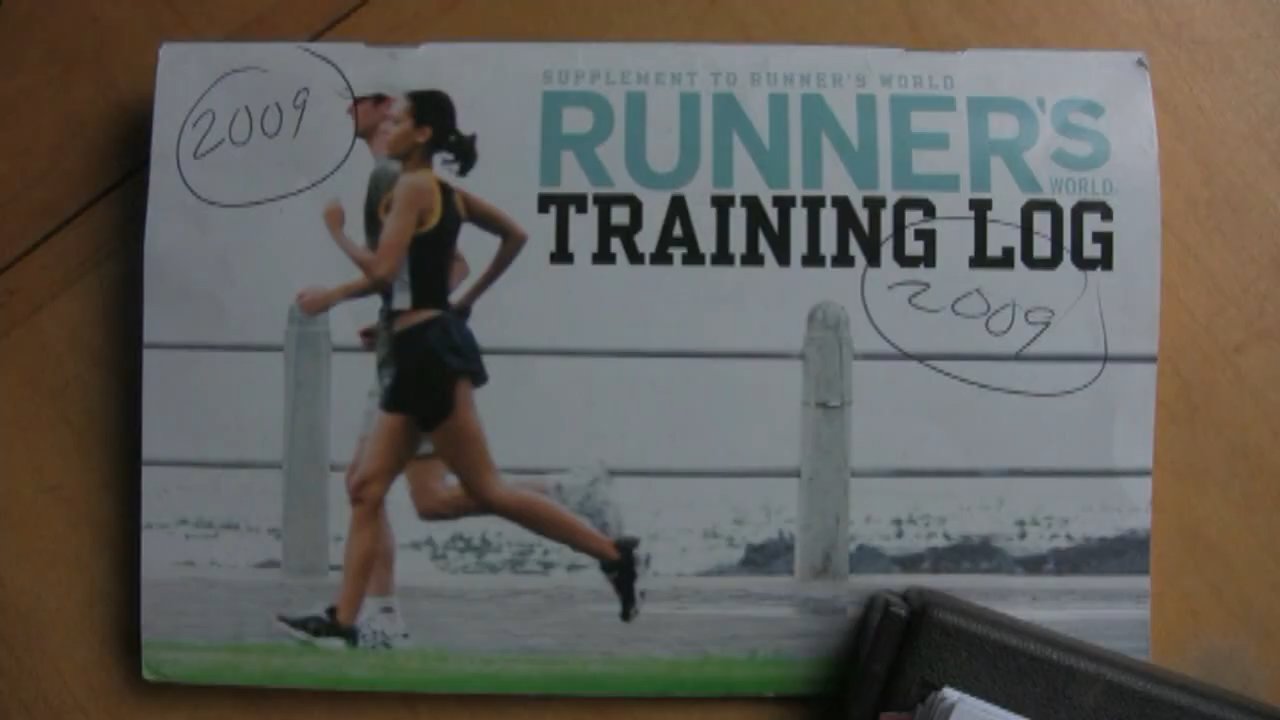 2009
SUPPLEMENT TO RUNNER'S WORLD
RUNNER'S
WORLD
TRAINING LOG
2009